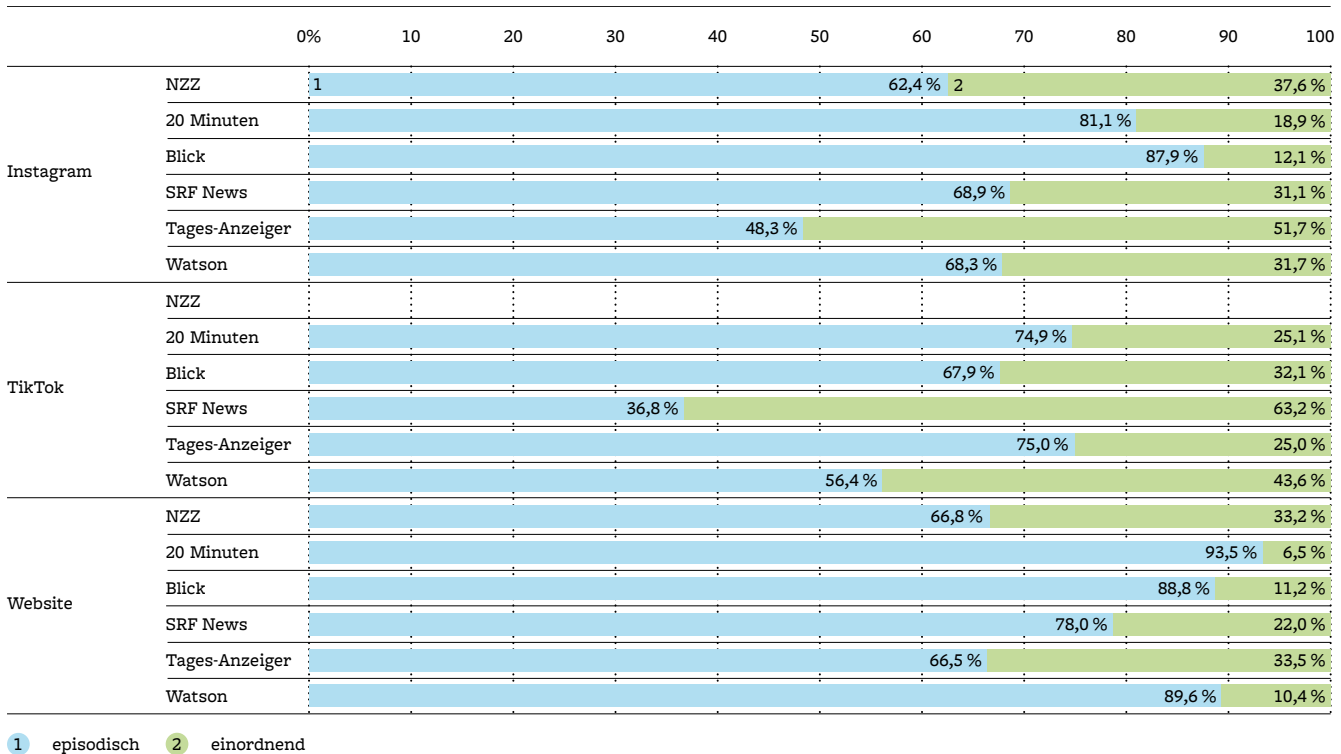 0% 10 20 30 40 50 60 70 80 90 100
Instagram
NZZ 1 62,4 % 2 37,6 %
20 Minuten 81,1 % 18,9 %
Blick 87,9 % 12,1 %
SRF News 68,9 % 31,1 %
Tages-Anzeiger 48,3 % 51,7 %
Watson 68,3 % 31,7 %
TikTok
NZZ
20 Minuten 74,9 % 25,1 %
Blick 67,9 % 32,1 %
SRF News 36,8 % 63,2 %
Tages-Anzeiger 75,0 % 25,0 %
Watson 56,4 % 43,6 %
Website
NZZ 66,8 % 33,2 %
20 Minuten 93,5 % 6,5 %
Blick 88,8 % 11,2 %
SRF News 78,0 % 22,0 %
Tages-Anzeiger 66,5 % 33,5 %
Watson 89,6 % 10,4 %
1 episodisch 2 einordnend